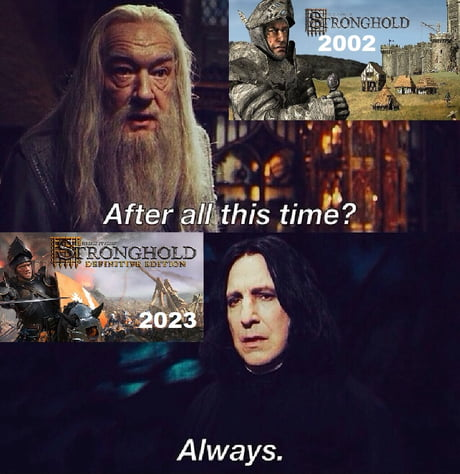 STRONGHOLD
2002
After all this time?
STRONGHOLD
DEFINITIVE EDITION
2023
Always.